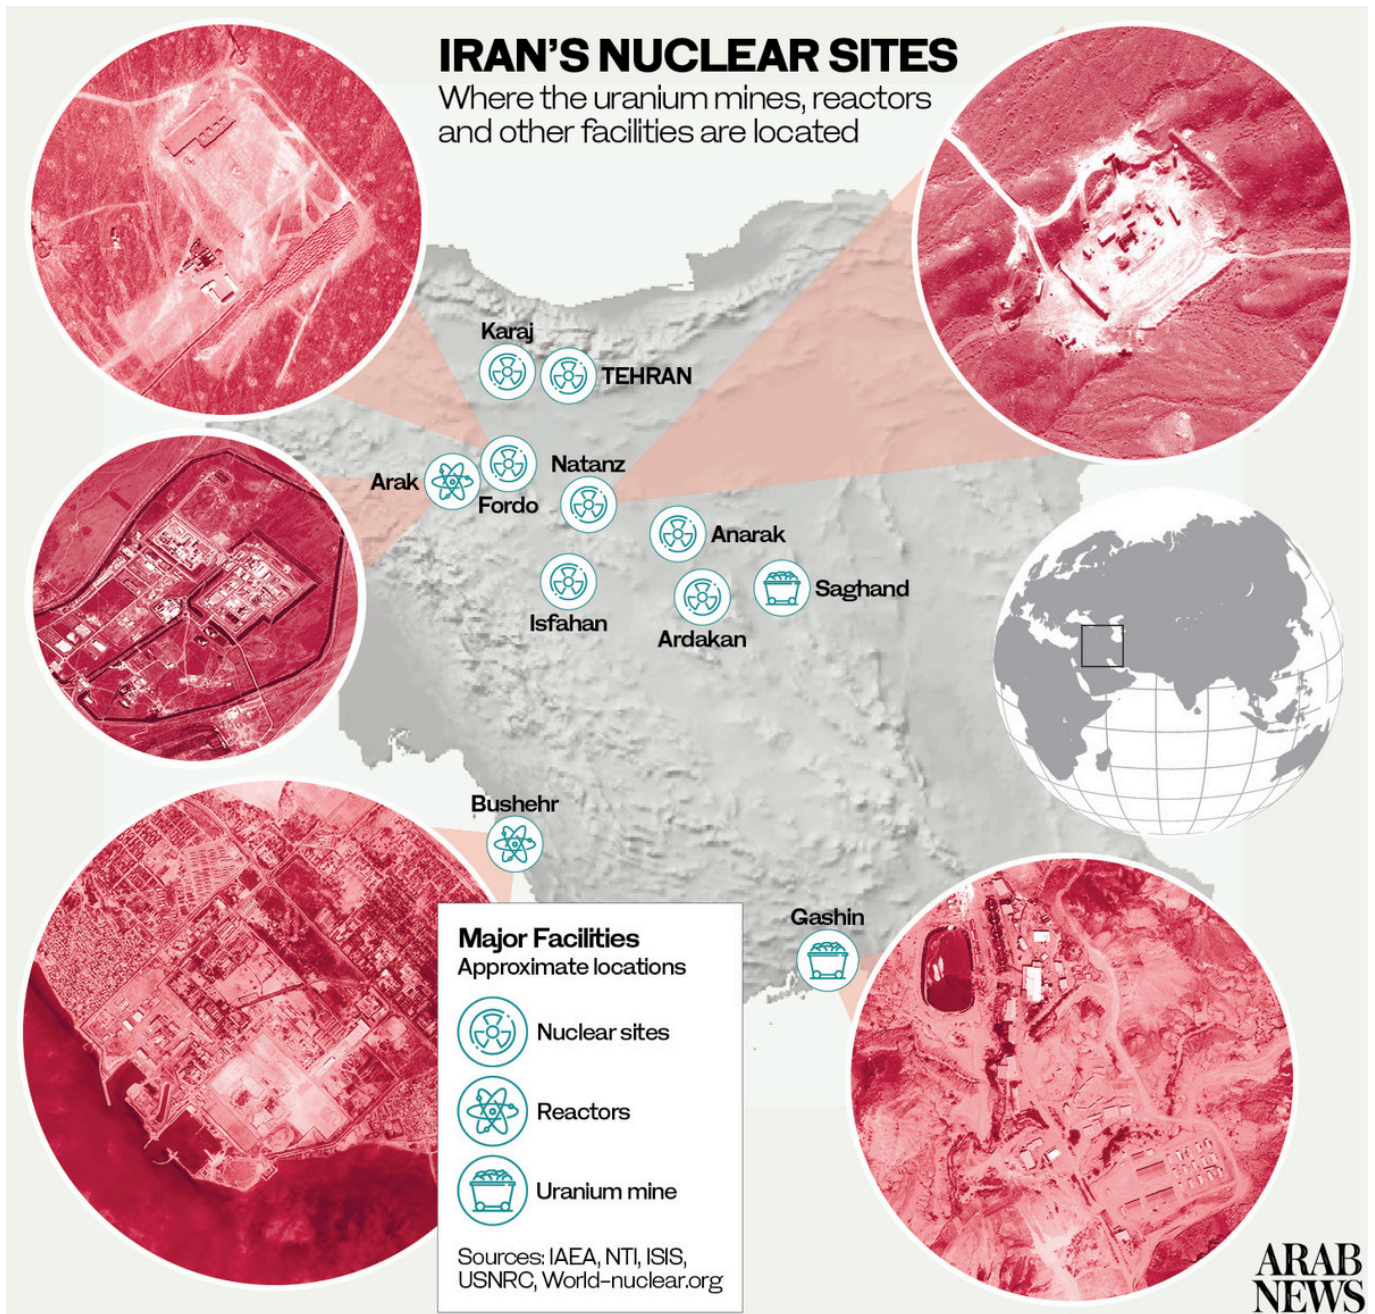 IRAN'S NUCLEAR SITES
Where the uranium mines, reactors
and other facilities are located
Karaj
TEHRAN
Arak
Fordo
Natanz
Anarak
Saghand
Isfahan
Ardakan
Bushehr
Gashin
Major Facilities
Approximate locations
Nuclear sites
Reactors
Uranium mine
Sources: IAEA, NTI, ISIS,
USNRC, World-nuclear.org
ARAB
NEWS